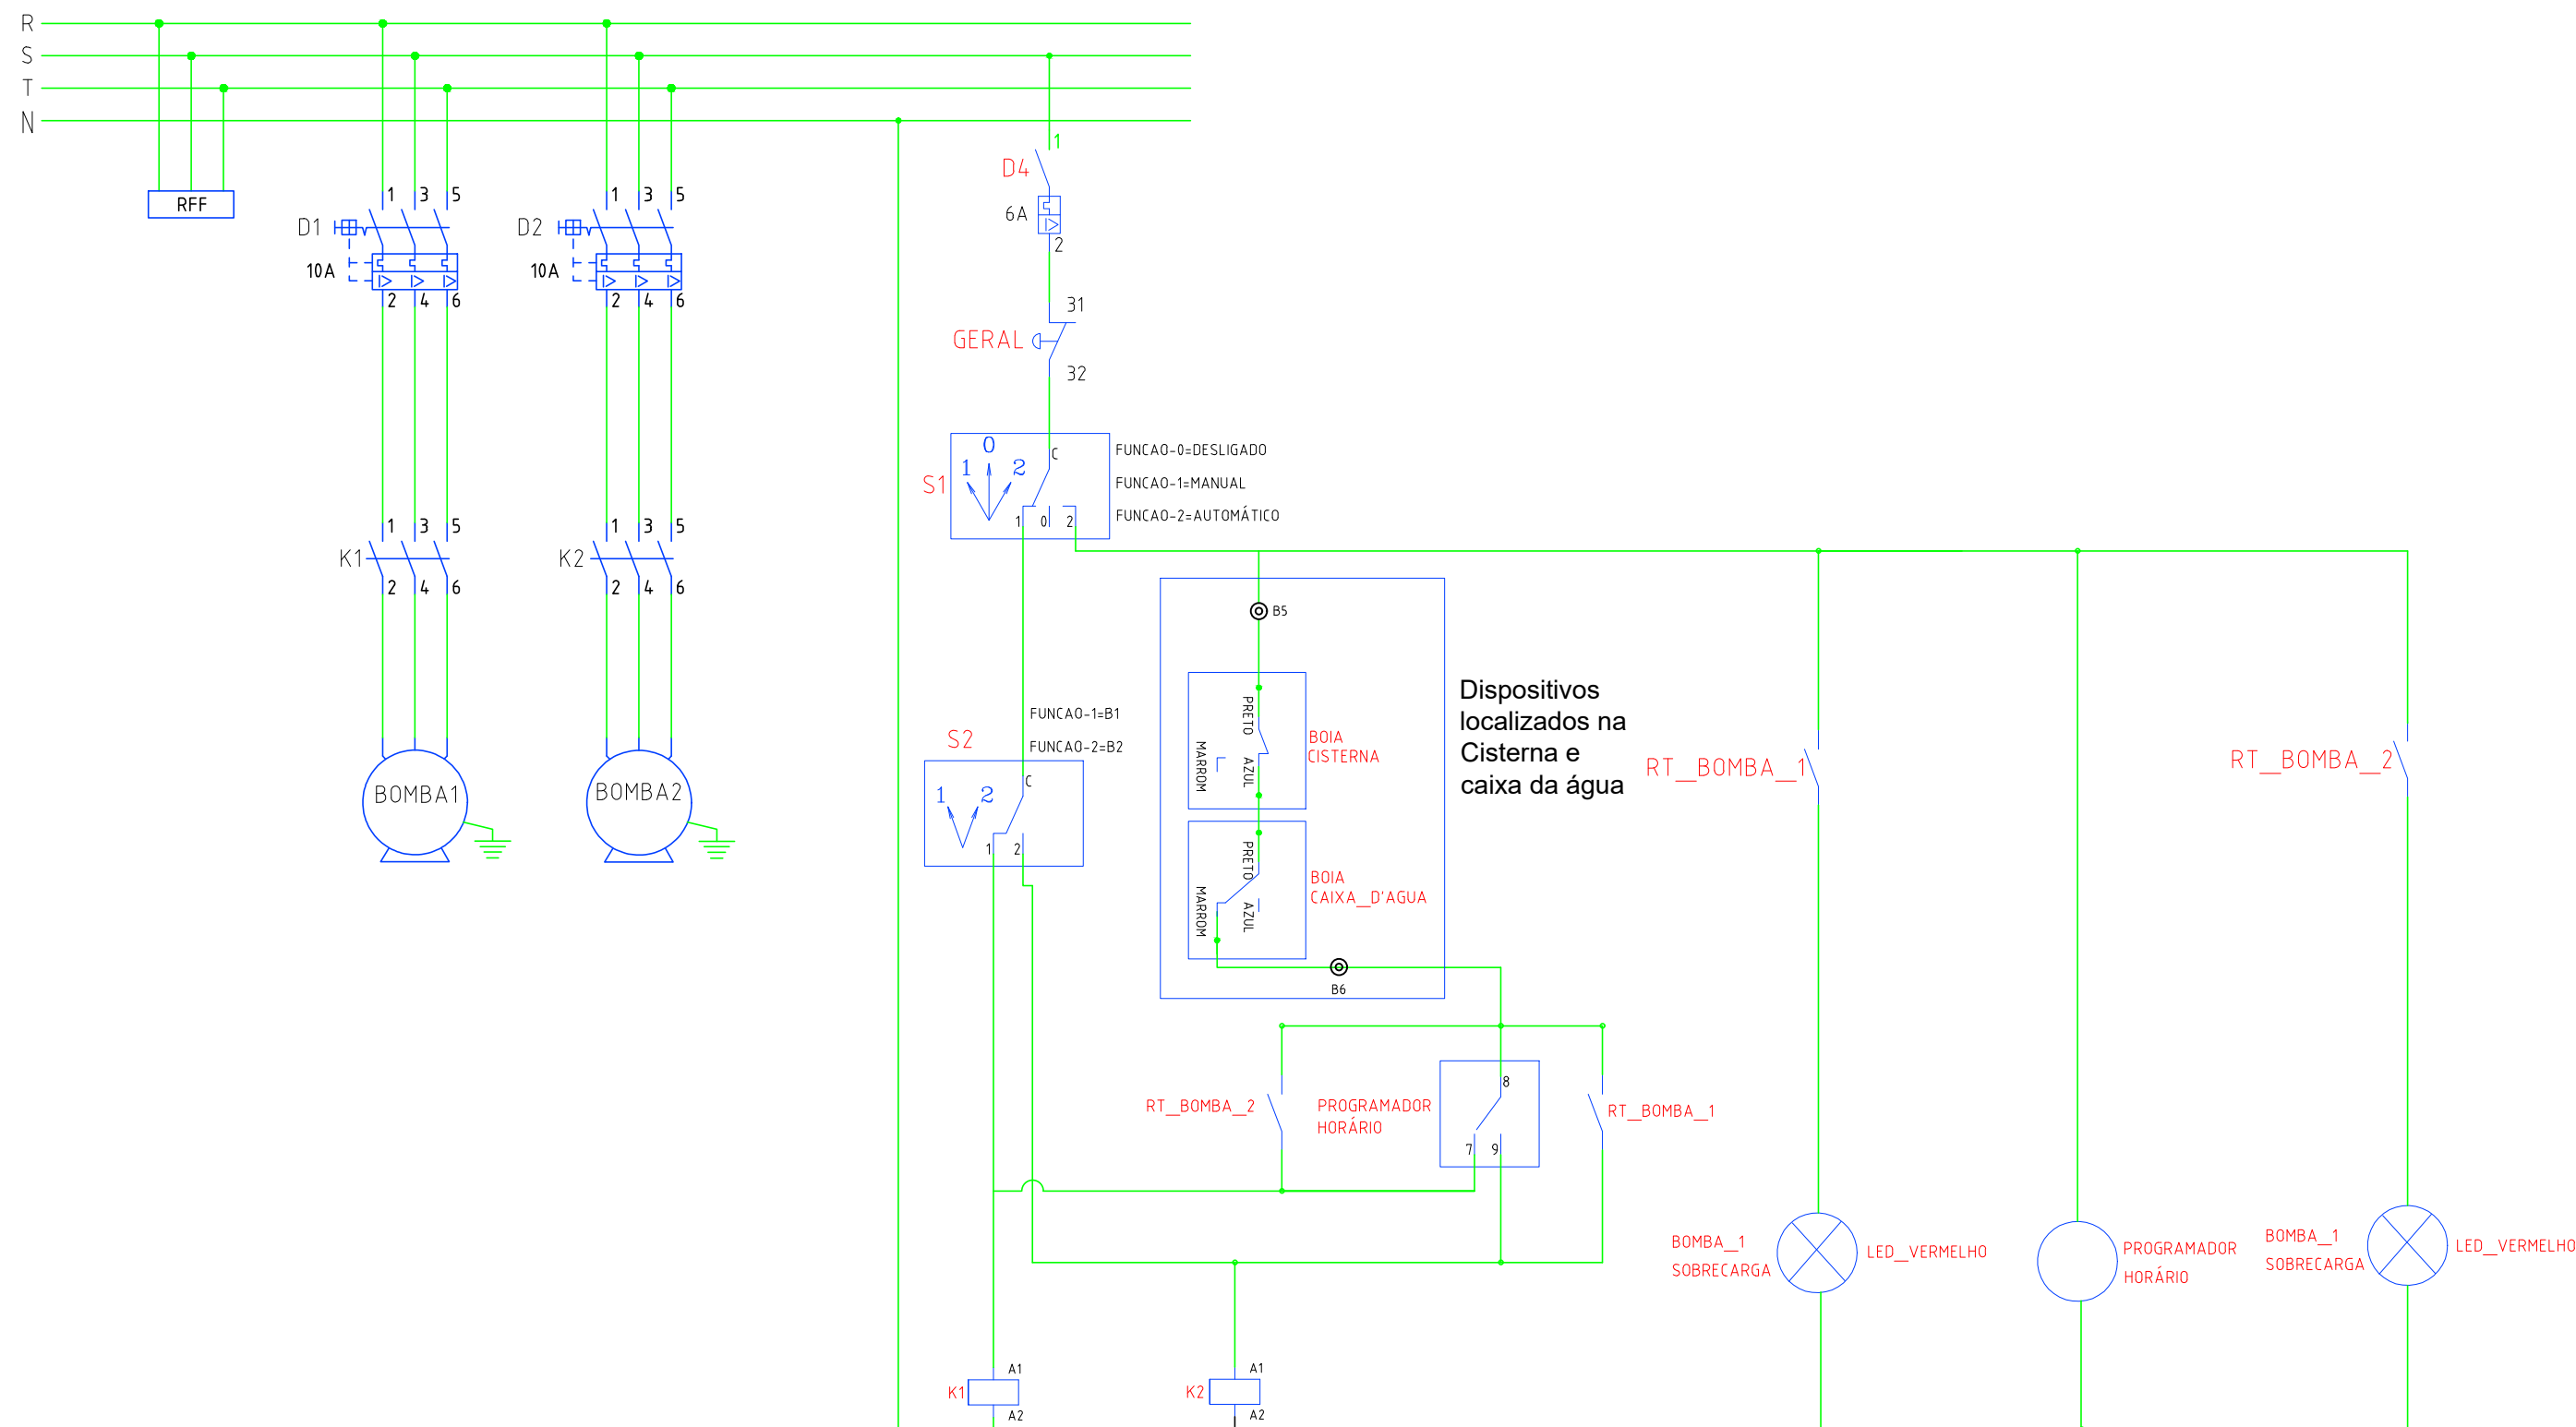 R
S
T
N
RFF
D1
10A
1
3
5
2
4
6
D2
10A
1
3
5
2
4
6
K1
1
3
5
2
4
6
K2
1
3
5
2
4
6
BOMBA1
BOMBA2
1
D4
6A
2
31
GERAL
32
S1
0
1
2
C
1
0
2
FUNCAO-0=DESLIGADO
FUNCAO-1=MANUAL
FUNCAO-2=AUTOMÁTICO
FUNCAO-1=B1
FUNCAO-2=B2
S2
1
2
C
1
2
B5
PRETO
MARROM
AZUL
BOIA
CISTERNA
PRETO
MARROM
AZUL
BOIA
CAIXA_D'AGUA
B6
Dispositivos
localizados na
Cisterna e
caixa da água
RT_BOMBA_1
RT_BOMBA_2
RT_BOMBA_2
PROGRAMADOR
HORÁRIO
8
7
9
RT_BOMBA_1
BOMBA_1
SOBRECARGA
LED_VERMELHO
PROGRAMADOR
HORÁRIO
BOMBA_1
SOBRECARGA
LED_VERMELHO
K1
A1
A2
K2
A1
A2